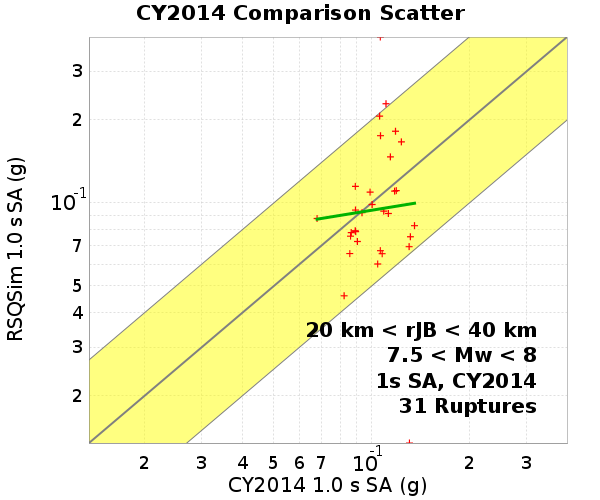 CY2014 Comparison Scatter
3
2
10-1
7
5
4
3
2
RSQSim 1.0 s SA (g)
20 km < rJB < 40 km
7.5 < Mw < 8
1s SA, CY2014
31 Ruptures
2 3 4 5 6 7 10-1 2 3
CY2014 1.0 s SA (g)